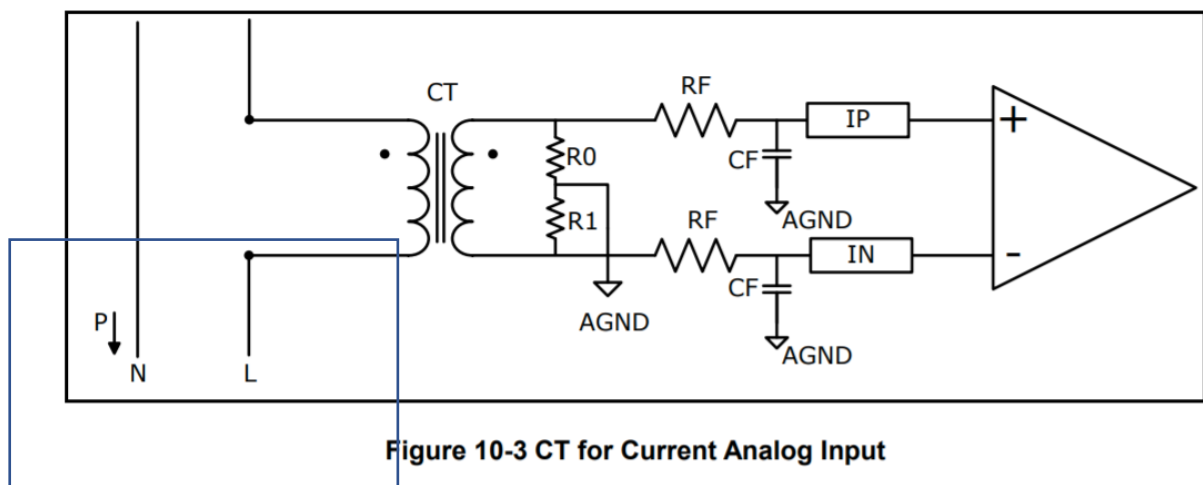 CT
RF
IP
+
CF
R0
AGND
R1
RF
IN
-
CF
AGND
AGND
P
N
L
Figure 10-3 CT for Current Analog Input